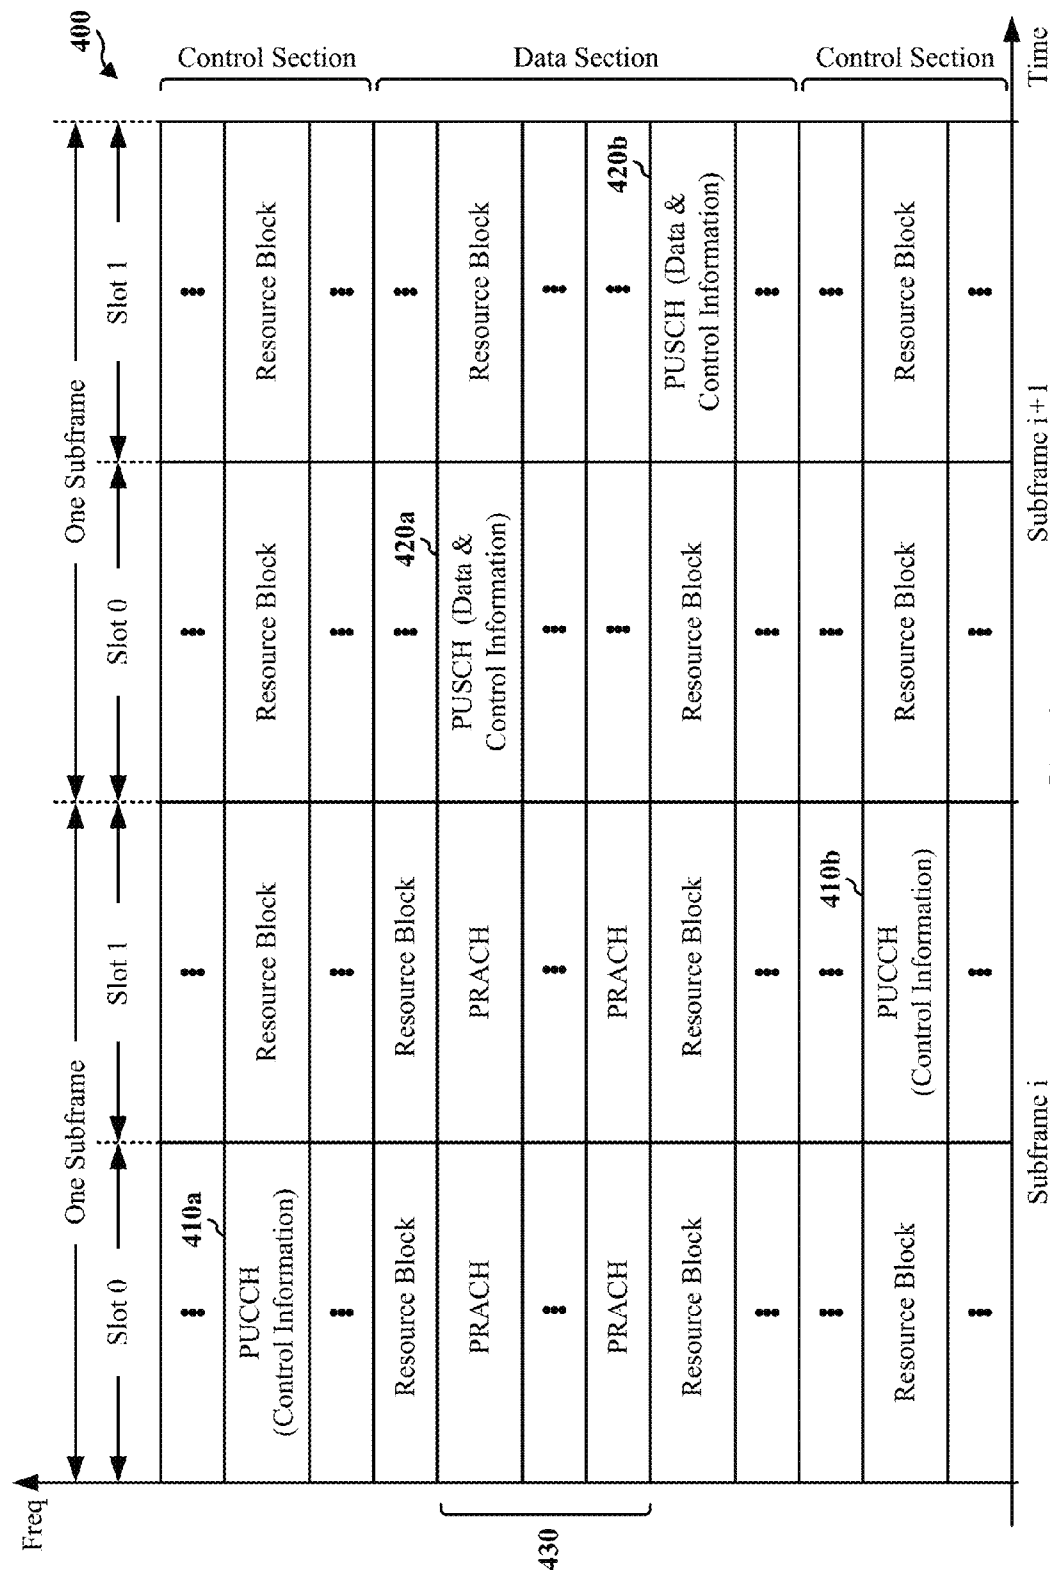 Freq
One Subframe
One Subframe
400
Slot 0
Slot 1
Slot 0
Slot 1
410a
PUCCH
(Control Information)
Resource Block
Resource Block
Resource Block
Control Section
Resource Block
Resource Block
420a
430
PRACH
PRACH
PUSCH (Data &
Control Information)
Resource Block
Data Section
PRACH
PRACH
420b
Resource Block
Resource Block
Resource Block
PUSCH (Data &
Control Information)
410b
Resource Block
PUCCH
(Control Information)
Resource Block
Resource Block
Control Section
Subframe i
Subframe i+1
Time